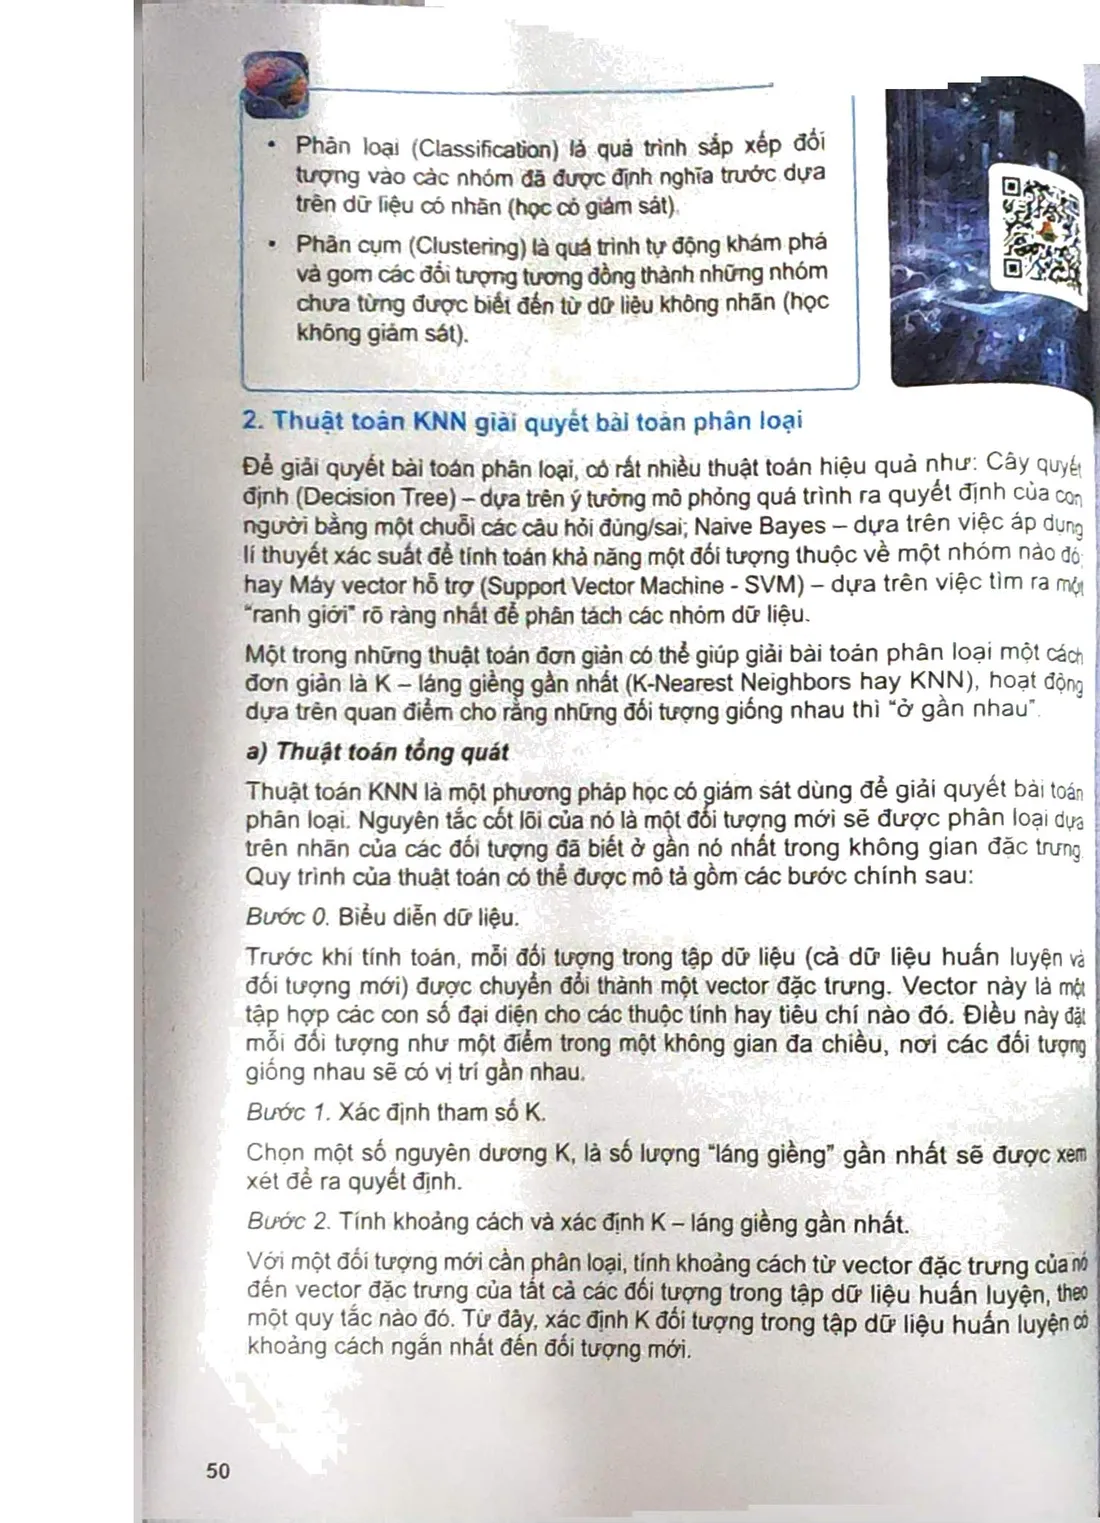 • Phân loại (Classification) là quá trình sắp xếp đối
tượng vào các nhóm đã được định nghĩa trước dựa
trên dữ liệu có nhãn (học có giám sát).
• Phân cụm (Clustering) là quá trình tự động khám phá
và gom các đối tượng tương đồng thành những nhóm
chưa từng được biết đến từ dữ liệu không nhãn (học
không giám sát).
2. Thuật toán KNN giải quyết bài toán phân loại
Để giải quyết bài toán phân loại, có rất nhiều thuật toán hiệu quả như: Cây quyết
định (Decision Tree) – dựa trên ý tưởng mô phỏng quá trình ra quyết định của con
người bằng một chuỗi các câu hỏi đúng/sai; Naive Bayes – dựa trên việc áp dụng
lí thuyết xác suất để tính toán khả năng một đối tượng thuộc về một nhóm nào đó;
hay Máy vector hỗ trợ (Support Vector Machine - SVM) – dựa trên việc tìm ra một
“ranh giới” rõ ràng nhất để phân tách các nhóm dữ liệu.
Một trong những thuật toán đơn giản có thể giúp giải bài toán phân loại một cách
đơn giản là K – láng giềng gần nhất (K-Nearest Neighbors hay KNN), hoạt động
dựa trên quan điểm cho rằng những đối tượng giống nhau thì “ở gần nhau”.
a) Thuật toán tổng quát
Thuật toán KNN là một phương pháp học có giám sát dùng để giải quyết bài toán
phân loại. Nguyên tắc cốt lõi của nó là một đối tượng mới sẽ được phân loại dựa
trên nhãn của các đối tượng đã biết ở gần nó nhất trong không gian đặc trưng.
Quy trình của thuật toán có thể được mô tả gồm các bước chính sau:
Bước 0. Biểu diễn dữ liệu.
Trước khi tính toán, mỗi đối tượng trong tập dữ liệu (cả dữ liệu huấn luyện và
đối tượng mới) được chuyển đổi thành một vector đặc trưng. Vector này là một
tập hợp các con số đại diện cho các thuộc tính hay tiêu chí nào đó. Điều này đặt
mỗi đối tượng như một điểm trong một không gian đa chiều, nơi các đối tượng
giống nhau sẽ có vị trí gần nhau.
Bước 1. Xác định tham số K.
Chọn một số nguyên dương K, là số lượng “láng giềng” gần nhất sẽ được xem
xét để ra quyết định.
Bước 2. Tính khoảng cách và xác định K – láng giềng gần nhất.
Với một đối tượng mới cần phân loại, tính khoảng cách từ vector đặc trưng của nó
đến vector đặc trưng của tất cả các đối tượng trong tập dữ liệu huấn luyện, theo
một quy tắc nào đó. Từ đây, xác định K đối tượng trong tập dữ liệu huấn luyện có
khoảng cách ngắn nhất đến đối tượng mới.
50